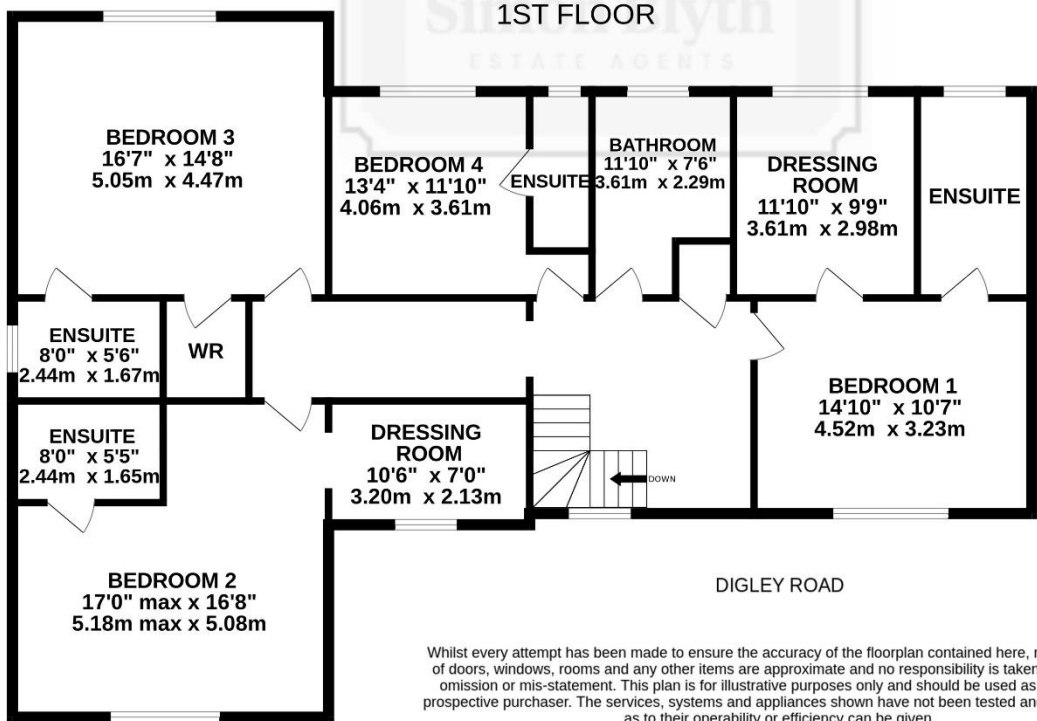 1ST FLOOR
Simon Blyth
ESTATE AGENTS
BEDROOM 3
16'7" x 14'8"
5.05m x 4.47m
BEDROOM 4
13'4" x 11'10"
4.06m x 3.61m
ENSUITE
BATHROOM
11'10" x 7'6"
3.61m x 2.29m
DRESSING
ROOM
11'10" x 9'9"
3.61m x 2.98m
ENSUITE
ENSUITE
8'0" x 5'6"
2.44m x 1.67m
WR
ENSUITE
8'0" x 5'5"
2.44m x 1.65m
DRESSING
ROOM
10'6" x 7'0"
3.20m x 2.13m
DOWN
BEDROOM 1
14'10" x 10'7"
4.52m x 3.23m
BEDROOM 2
17'0" max x 16'8"
5.18m max x 5.08m
DIGLEY ROAD
Whilst every attempt has been made to ensure the accuracy of the floorplan contained here,
of doors, windows, rooms and any other items are approximate and no responsibility is taken
omission or mis-statement. This plan is for illustrative purposes only and should be used as
prospective purchaser. The services, systems and appliances shown have not been tested and
as to their operability or efficiency can be given.